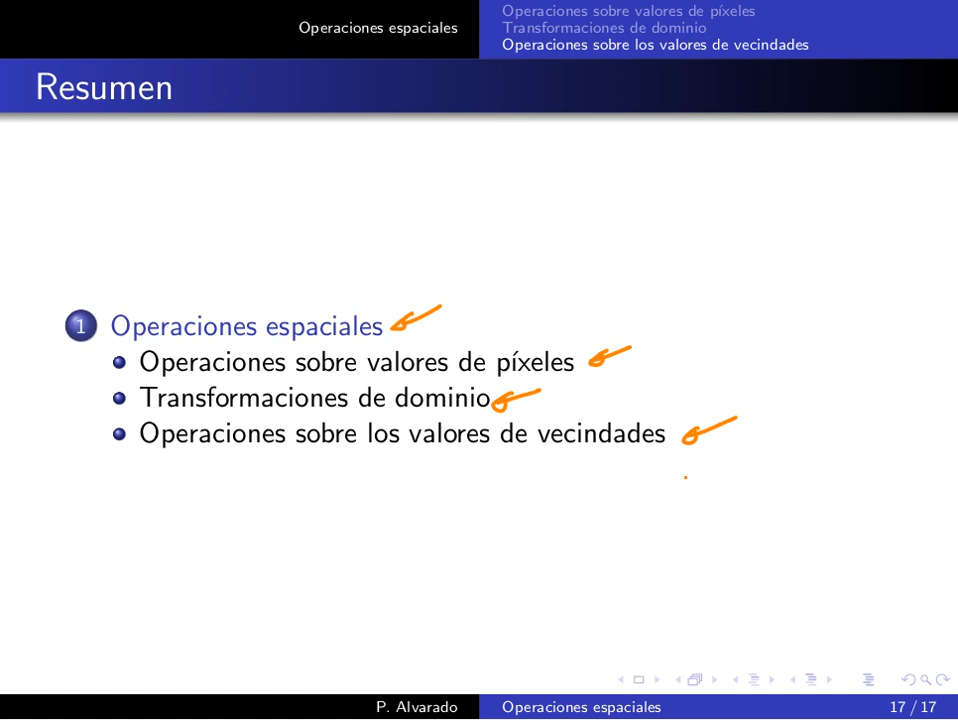 Operaciones espaciales
Operaciones sobre valores de píxeles
Transformaciones de dominio
Operaciones sobre los valores de vecindades
Resumen
1 Operaciones espaciales
Operaciones sobre valores de píxeles
Transformaciones de dominio
Operaciones sobre los valores de vecindades
P. Alvarado
Operaciones espaciales
17 / 17